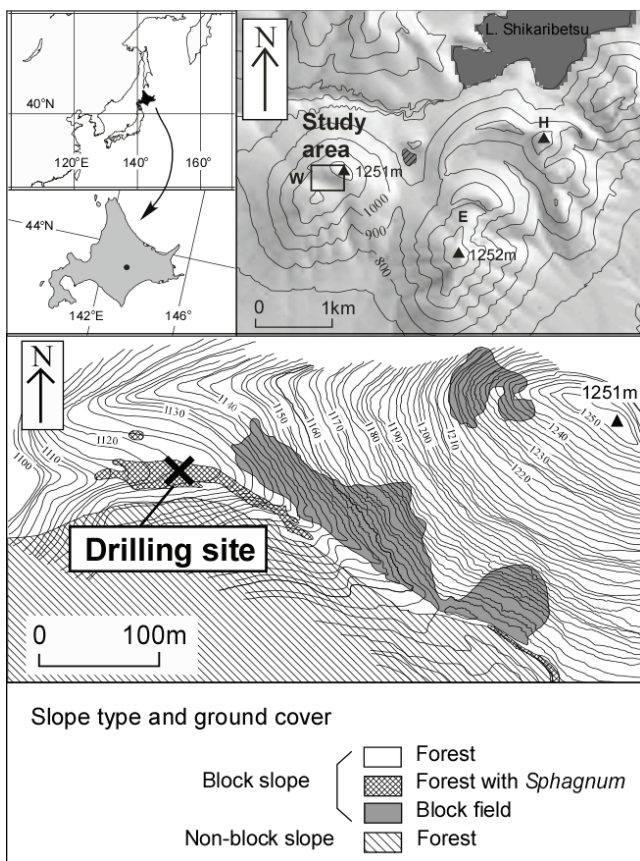 40°N
120°E
140°
160°
44°N
142°E
146°
N
L. Shikaribetsu
H
Study
area
W
1251m
1000
E
900
1252m
800
0
1km
N
1251m
1100
1110
1120
1130
1140
1150
1160
1170
1180
1190
1200
1210
1220
1230
1240
1250
Drilling site
0
100m
Slope type and ground cover
Block slope
Forest
Forest with Sphagnum
Block field
Non-block slope
Forest